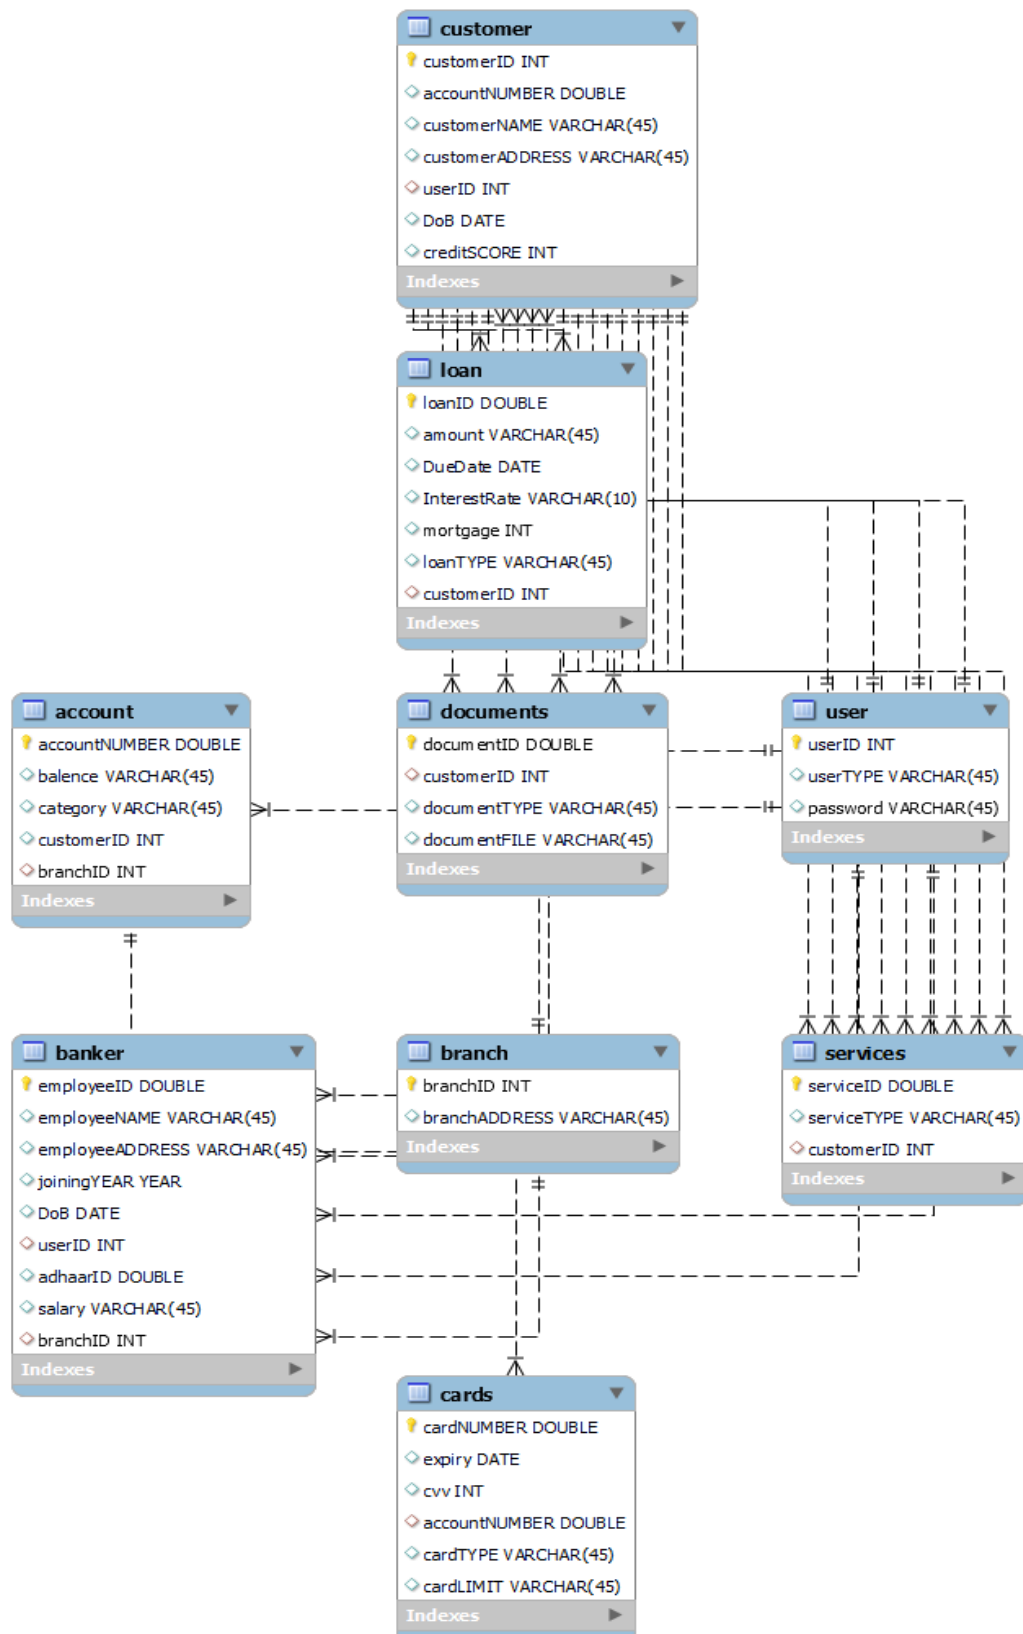 customer
customerID INT
accountNUMBER DOUBLE
customerNAME VARCHAR(45)
customerADDRESS VARCHAR(45)
userID INT
DoB DATE
creditSCORE INT
Indexes
loan
loanID DOUBLE
amount VARCHAR(45)
DueDate DATE
InterestRate VARCHAR(10)
mortgage INT
loanTYPE VARCHAR(45)
customerID INT
Indexes
account
accountNUMBER DOUBLE
balence VARCHAR(45)
category VARCHAR(45)
customerID INT
branchID INT
Indexes
documents
documentID DOUBLE
customerID INT
documentTYPE VARCHAR(45)
documentFILE VARCHAR(45)
Indexes
user
userID INT
userTYPE VARCHAR(45)
password VARCHAR(45)
Indexes
banker
employeeID DOUBLE
employeeNAME VARCHAR(45)
employeeADDRESS VARCHAR(45)
joiningYEAR YEAR
DoB DATE
userID INT
adhaarID DOUBLE
salary VARCHAR(45)
branchID INT
Indexes
branch
branchID INT
branchADDRESS VARCHAR(45)
Indexes
services
serviceID DOUBLE
serviceTYPE VARCHAR(45)
customerID INT
Indexes
cards
cardNUMBER DOUBLE
expiry DATE
cvv INT
accountNUMBER DOUBLE
cardTYPE VARCHAR(45)
cardLIMIT VARCHAR(45)
Indexes